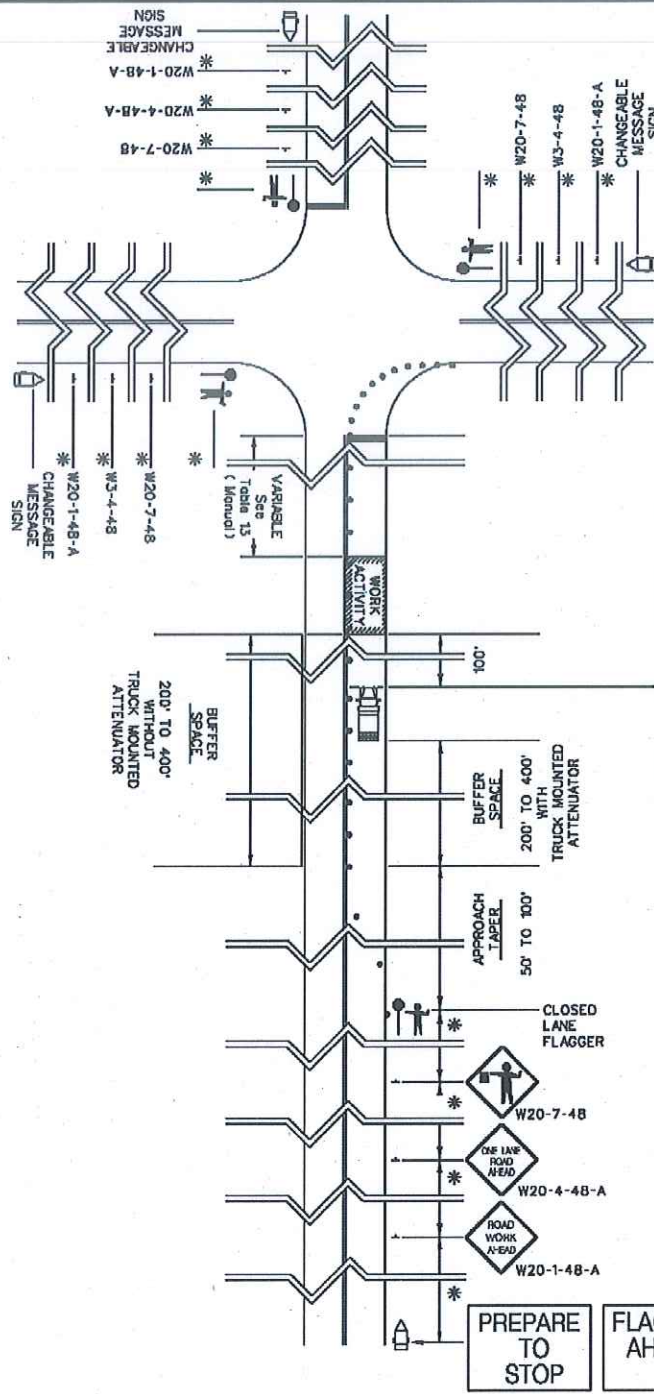 CHANGEABLE
MESSAGE
SIGN
W20-1-48-A
*
W20-4-48-A
*
W20-7-48
*
*
*
W20-7-48
*
W3-4-48
*
W20-1-48-A
*
CHANGEABLE
MESSAGE
SIGN
*
W20-7-48
*
W3-4-48
*
W20-1-48-A
*
CHANGEABLE
MESSAGE
SIGN
VARIABLE
See
Table 13
(Manual)
WORK
ACTIVITY
100'
BUFFER
SPACE
200' TO 400'
WITHOUT
TRUCK MOUNTED
ATTENUATOR
BUFFER
SPACE
200' TO 400'
WITH
TRUCK MOUNTED
ATTENUATOR
APPROACH
TAPER
50' TO 100'
CLOSED
LANE
FLAGGER
*
W20-7-48
*
ONE LANE
ROAD
AHEAD
W20-4-48-A
*
ROAD
WORK
AHEAD
W20-1-48-A
*
PREPARE
TO
STOP